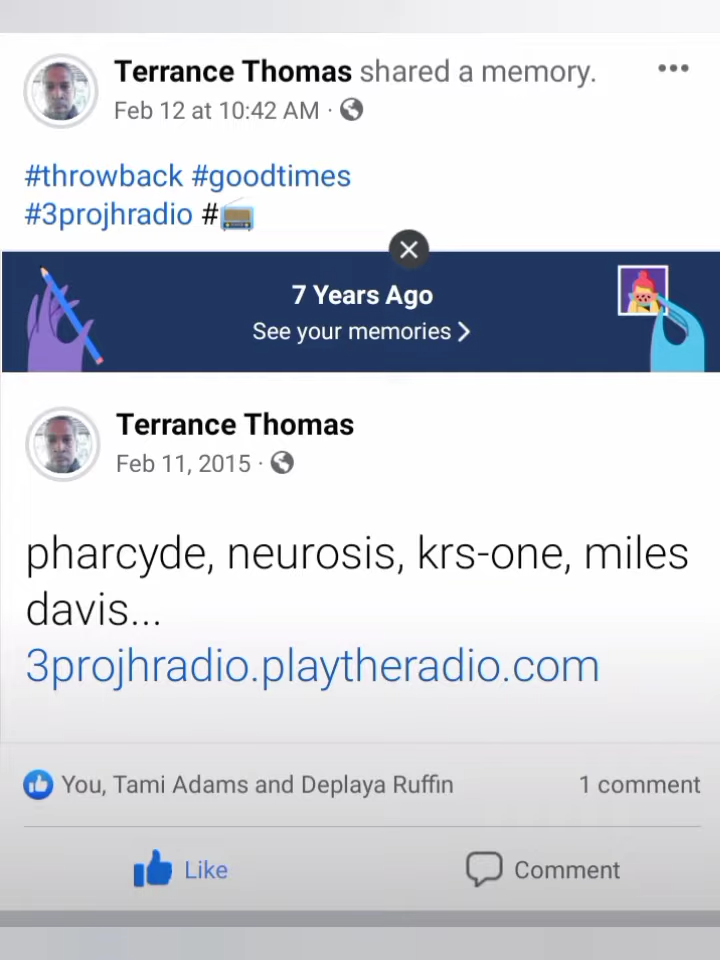 Terrance Thomas shared a memory.
Feb 12 at 10:42 AM ·
#throwback #goodtimes
#3projhradio #📻
7 Years Ago
See your memories
Terrance Thomas
Feb 11, 2015 ·
pharcyde, neurosis, krs-one, miles
davis...
3projhradio.playtheradio.com
You, Tami Adams and Deplaya Ruffin 1 comment
Like Comment